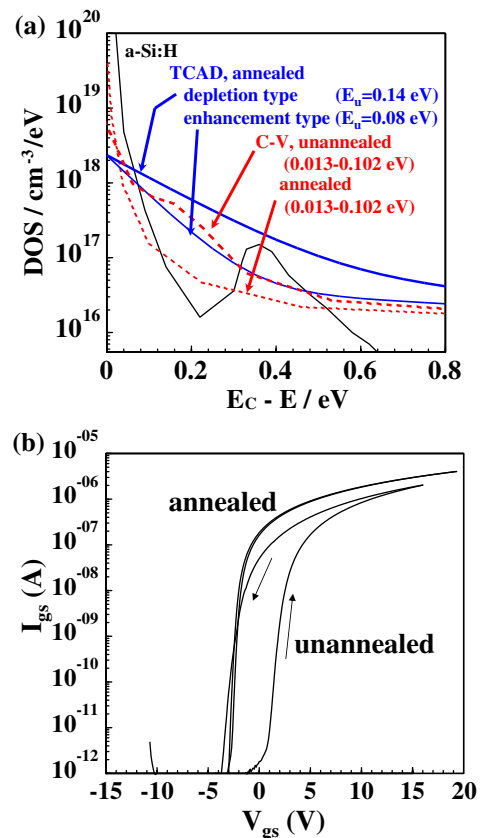 (a)
10^20
10^19
10^18
10^17
10^16
DOS / cm^-3/eV
a-Si:H
TCAD, annealed
depletion type (E_u=0.14 eV)
enhancement type (E_u=0.08 eV)
C-V, unannealed
(0.013-0.102 eV)
annealed
(0.013-0.102 eV)
0 0.2 0.4 0.6 0.8
E_C - E / eV
(b)
10^-05
10^-06
10^-07
10^-08
10^-09
10^-10
10^-11
10^-12
I_gs (A)
annealed
unannealed
-15 -10 -5 0 5 10 15 20
V_gs (V)